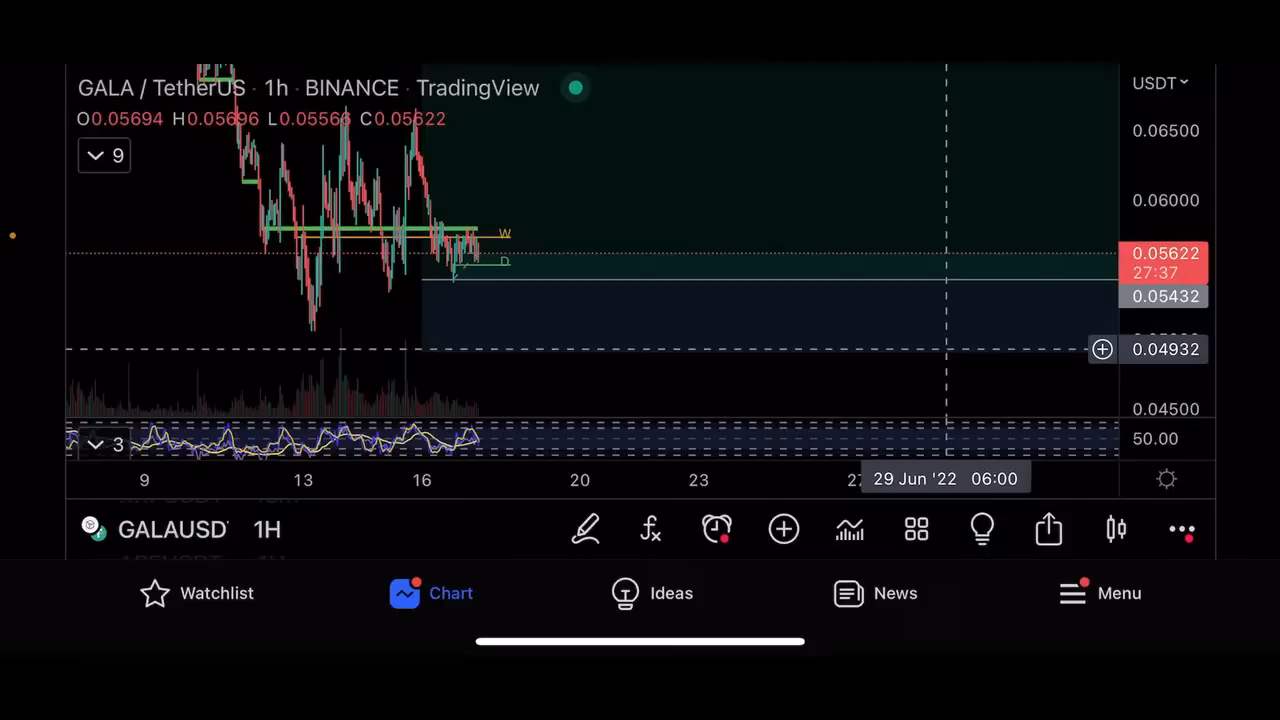 GALA / TetherUS · 1h · BINANCE · TradingView
USDT
O0.05694 H0.05696 L0.05566 C0.05622
0.06500
9
0.06000
W
0.05622
27:37
D
0.05432
0.04932
0.04500
3
50.00
9 13 16 20 23 27
29 Jun '22 06:00
GALAUSD 1H
Watchlist Chart Ideas News Menu